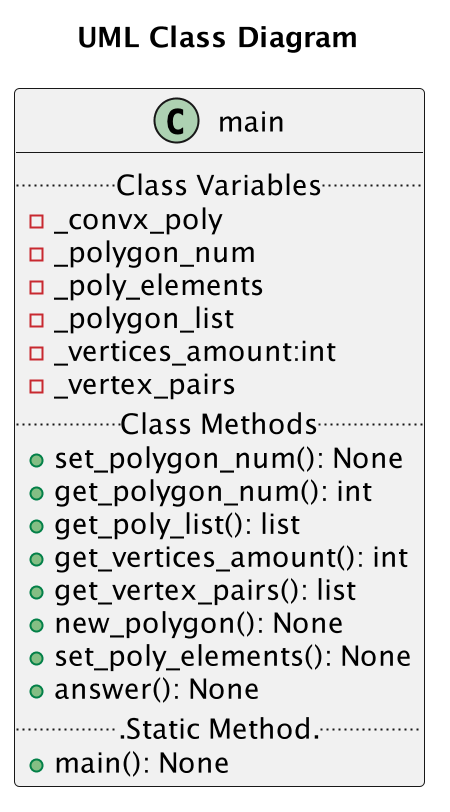 UML Class Diagram
C main
Class Variables
_convx_poly
_polygon_num
_poly_elements
_polygon_list
_vertices_amount:int
_vertex_pairs
Class Methods
set_polygon_num(): None
get_polygon_num(): int
get_poly_list(): list
get_vertices_amount(): int
get_vertex_pairs(): list
new_polygon(): None
set_poly_elements(): None
answer(): None
.Static Method.
main(): None